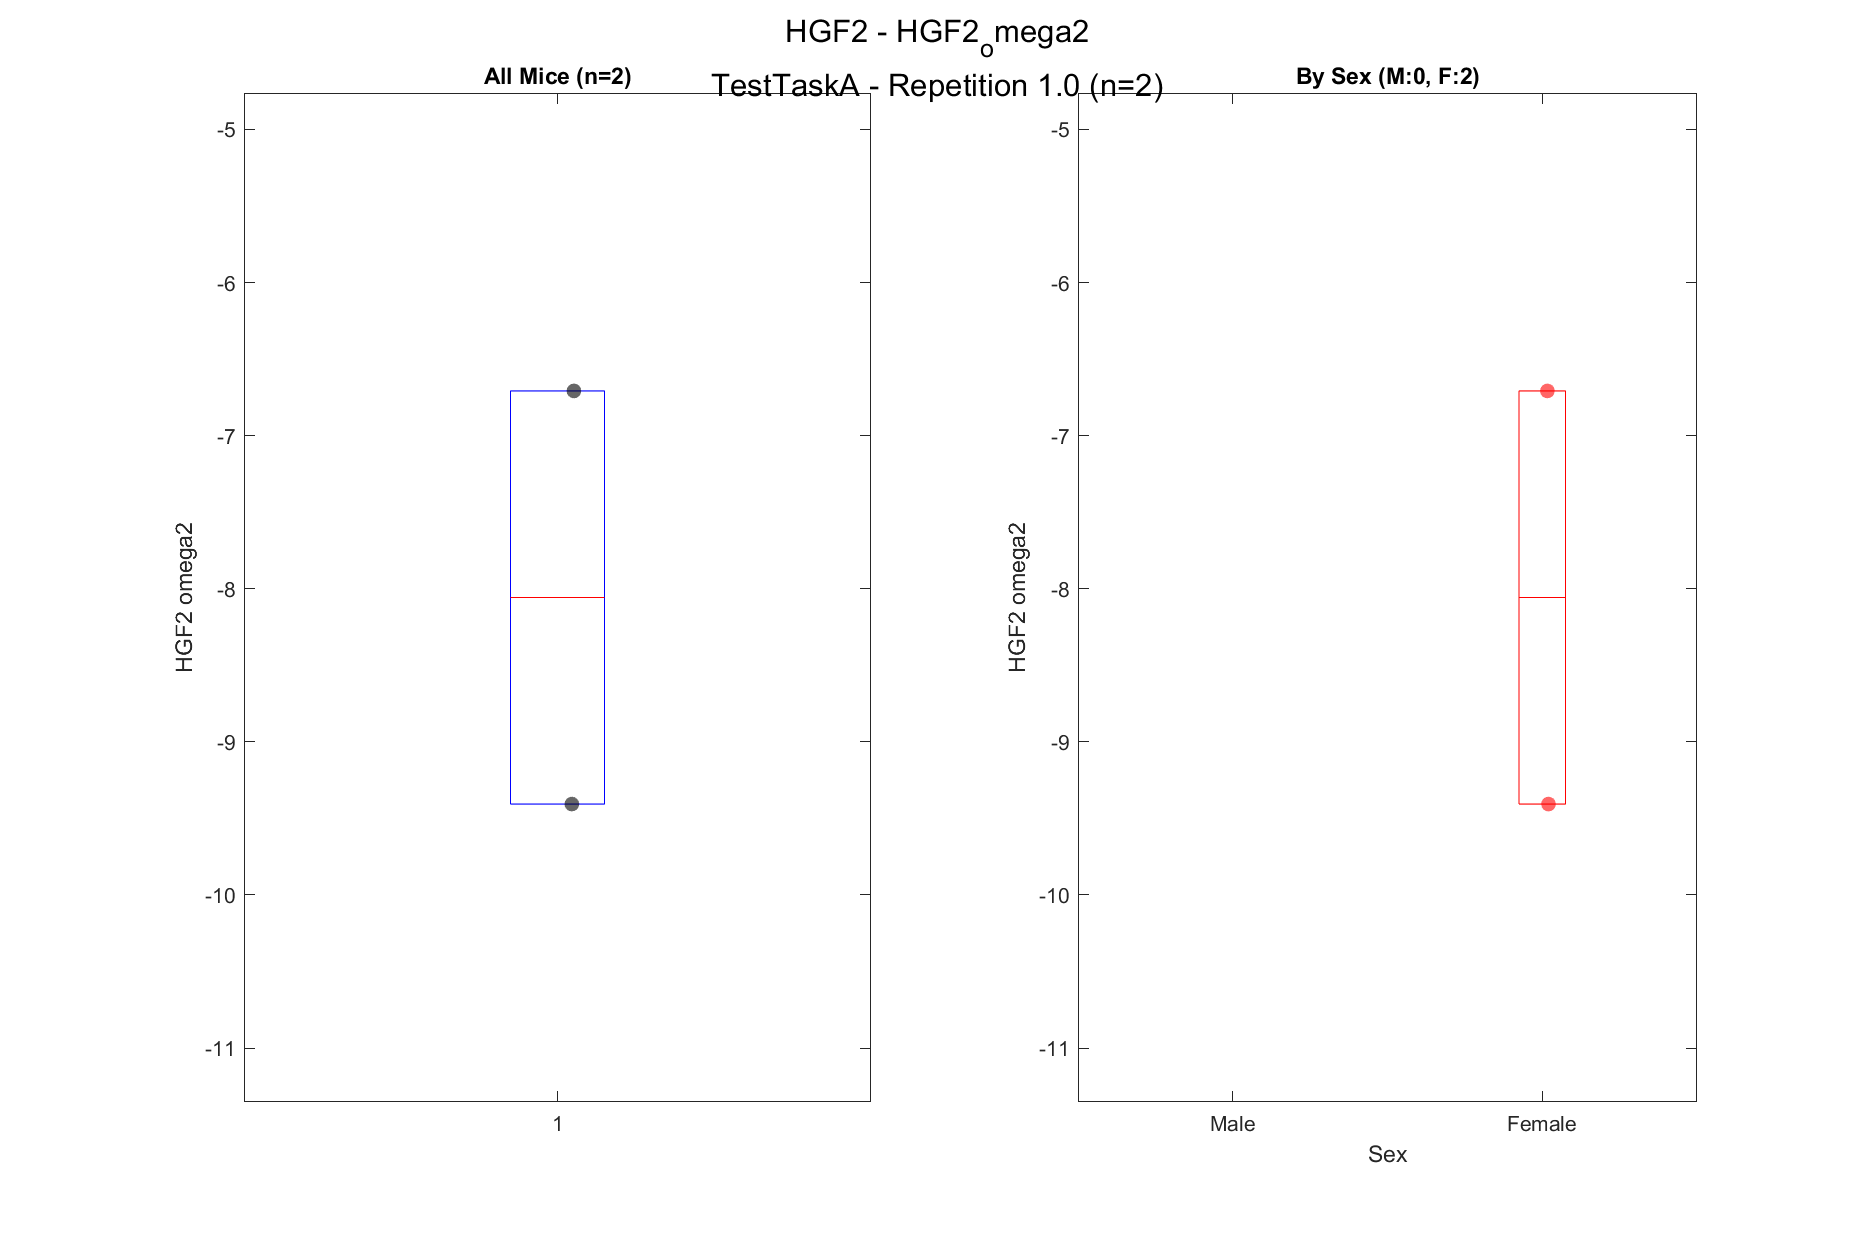 HGF2 - HGF2omega2
TestTaskA - Repetition 1.0 (n=2)
All Mice (n=2)
-5
-6
-7
-8
-9
-10
-11
HGF2 omega2
1
By Sex (M:0, F:2)
-5
-6
-7
-8
-9
-10
-11
HGF2 omega2
Male
Female
Sex